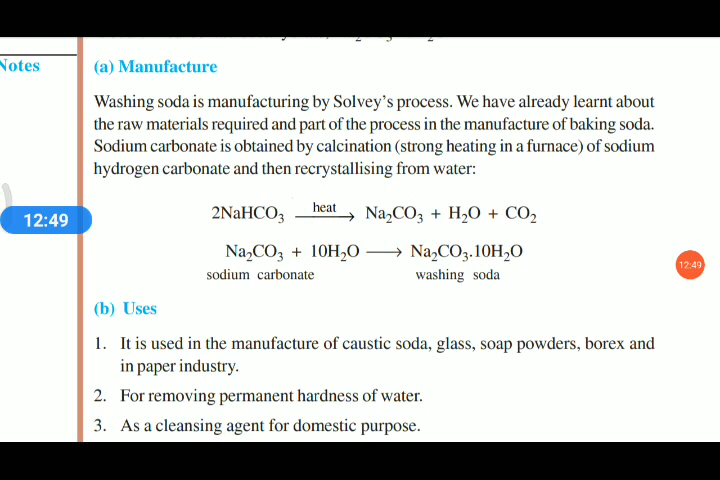 Notes
(a) Manufacture
Washing soda is manufacturing by Solvey's process. We have already learnt about
the raw materials required and part of the process in the manufacture of baking soda.
Sodium carbonate is obtained by calcination (strong heating in a furnace) of sodium
hydrogen carbonate and then recrystallising from water:
12:49
2NaHCO₃ heat → Na₂CO₃ + H₂O + CO₂
Na₂CO₃ + 10H₂O → Na₂CO₃.10H₂O
12:49
sodium carbonate washing soda
(b) Uses
1. It is used in the manufacture of caustic soda, glass, soap powders, borex and
in paper industry.
2. For removing permanent hardness of water.
3. As a cleansing agent for domestic purpose.